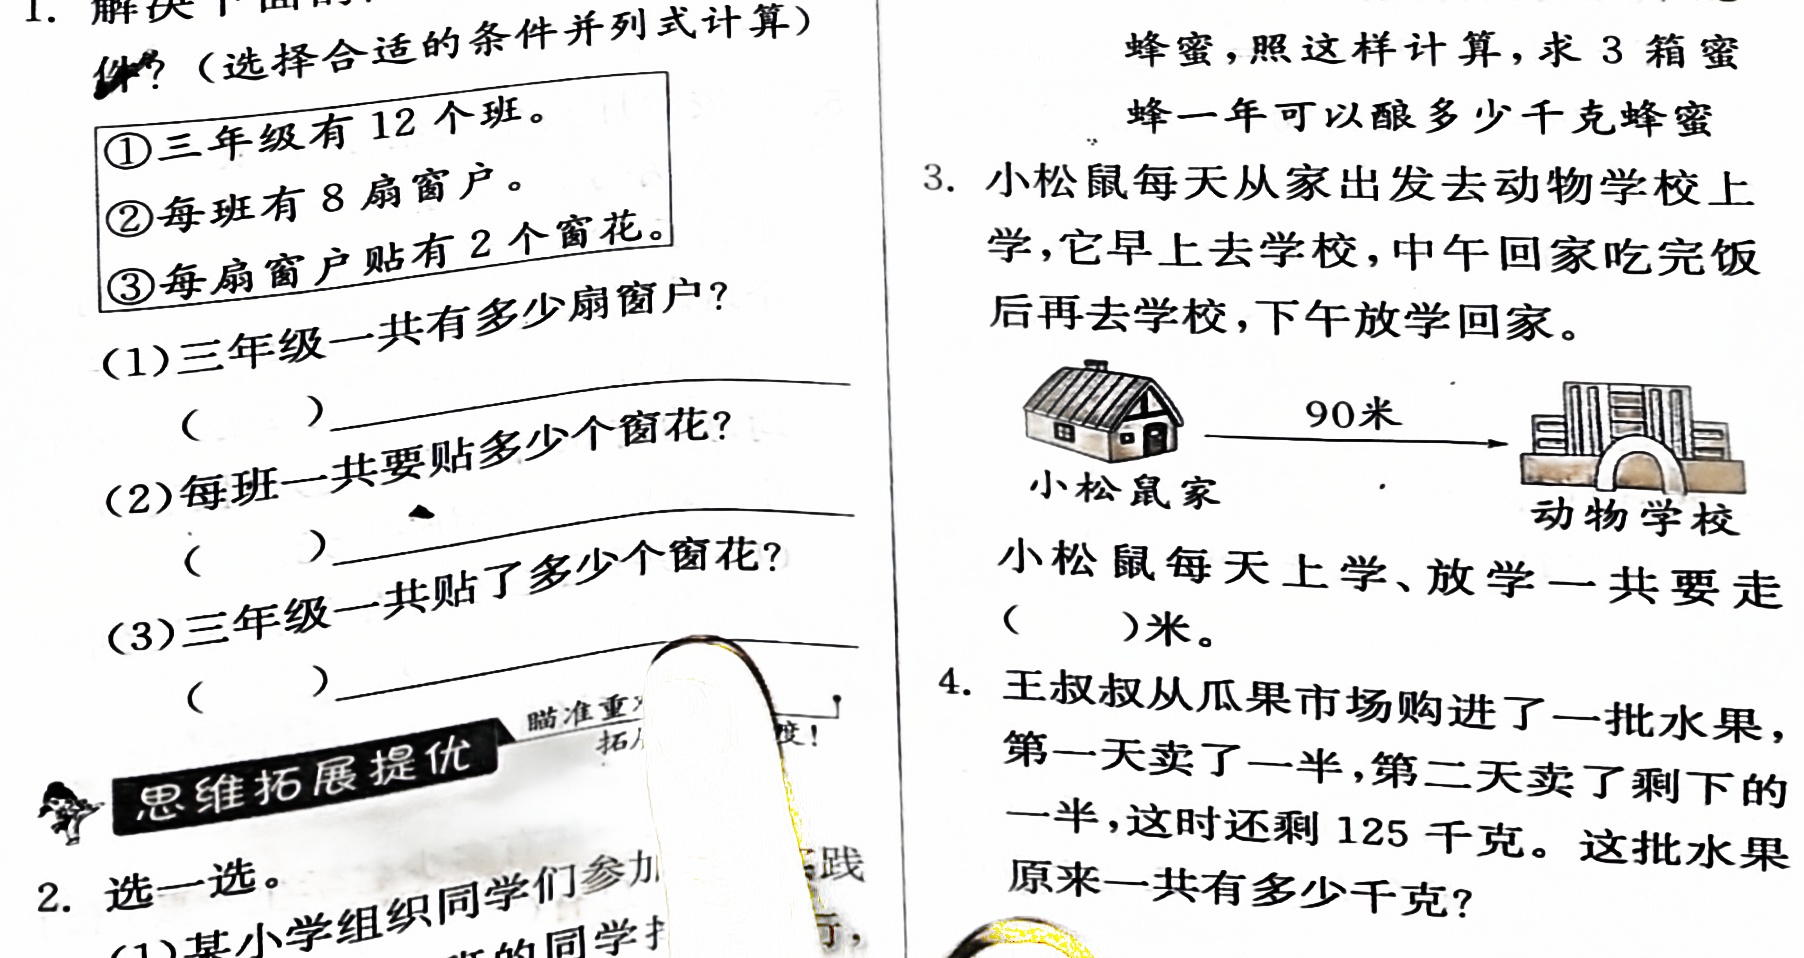 1. 解决下面的
件？（选择合适的条件并列式计算）
①三年级有 12 个班。
②每班有 8 扇窗户。
③每扇窗户贴有 2 个窗花。
(1)三年级一共有多少扇窗户？
(　　)
(2)每班一共要贴多少个窗花？
(　　)
(3)三年级一共贴了多少个窗花？
(　　)
瞄准重
拓 度！
思维拓展提优
2. 选一选。
(1)某小学组织同学们参加 践
的同学 行，
蜂蜜，照这样计算，求 3 箱蜜
蜂一年可以酿多少千克蜂蜜
3. 小松鼠每天从家出发去动物学校上
学，它早上去学校，中午回家吃完饭
后再去学校，下午放学回家。
90米
小松鼠家
动物学校
小松鼠每天上学、放学一共要走
(　　)米。
4. 王叔叔从瓜果市场购进了一批水果，
第一天卖了一半，第二天卖了剩下的
一半，这时还剩 125 千克。这批水果
原来一共有多少千克？